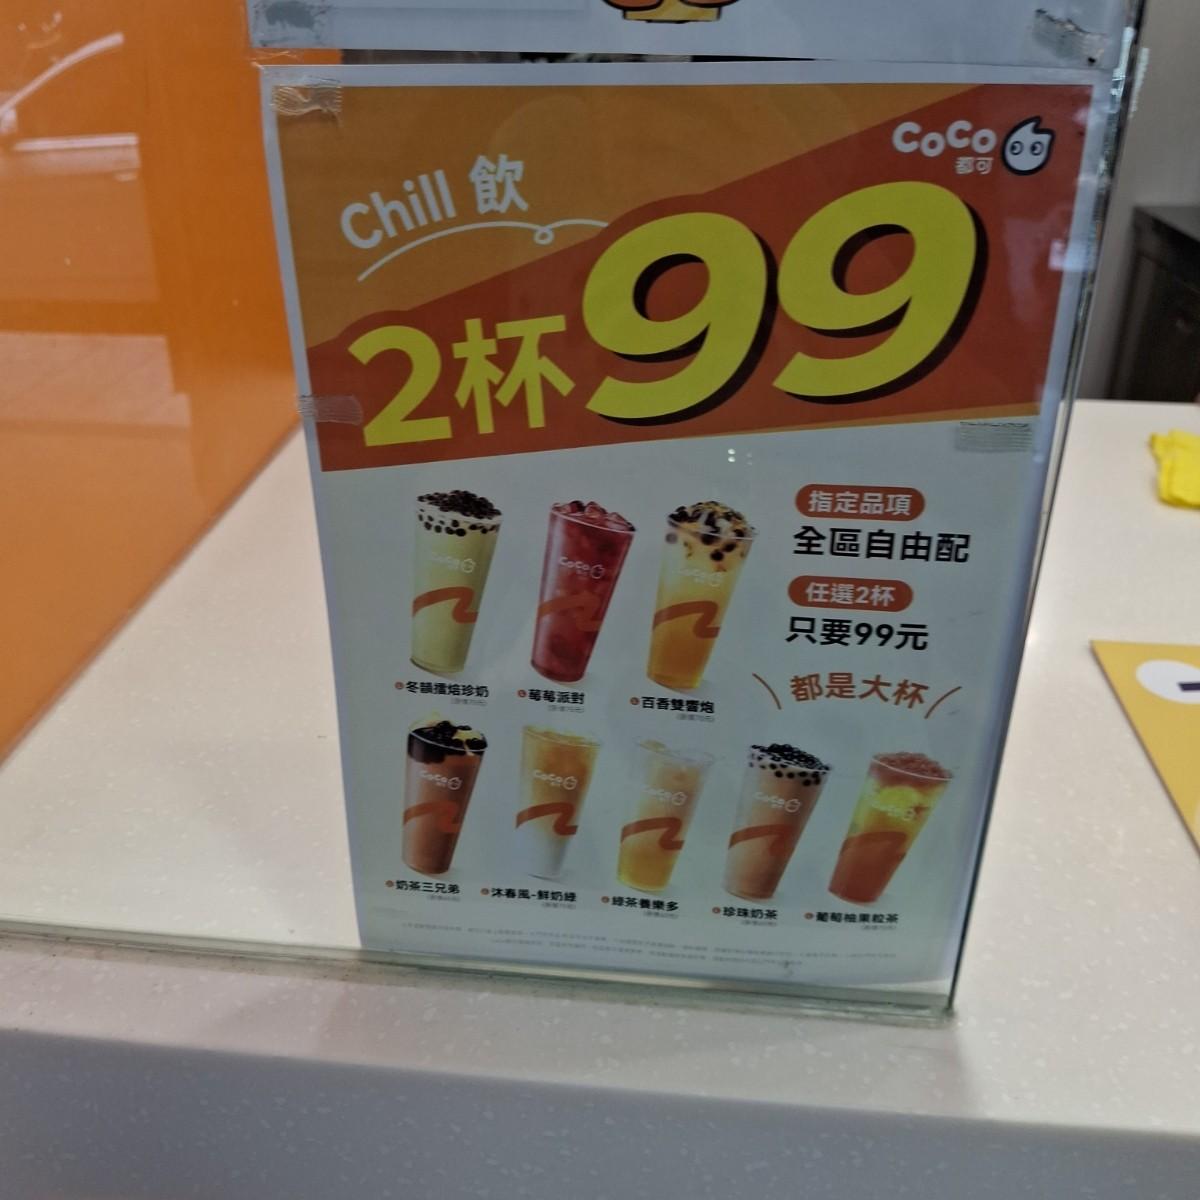 CoCo
都可
Chill 飲
2杯99
指定品項
全區自由配
任選2杯
只要99元
都是大杯
冬韻擂焙珍奶
莓莓派對
百香雙響炮
奶茶三兄弟
沐春風-鮮奶綠
綠茶養樂多
珍珠奶茶
葡萄柚果粒茶